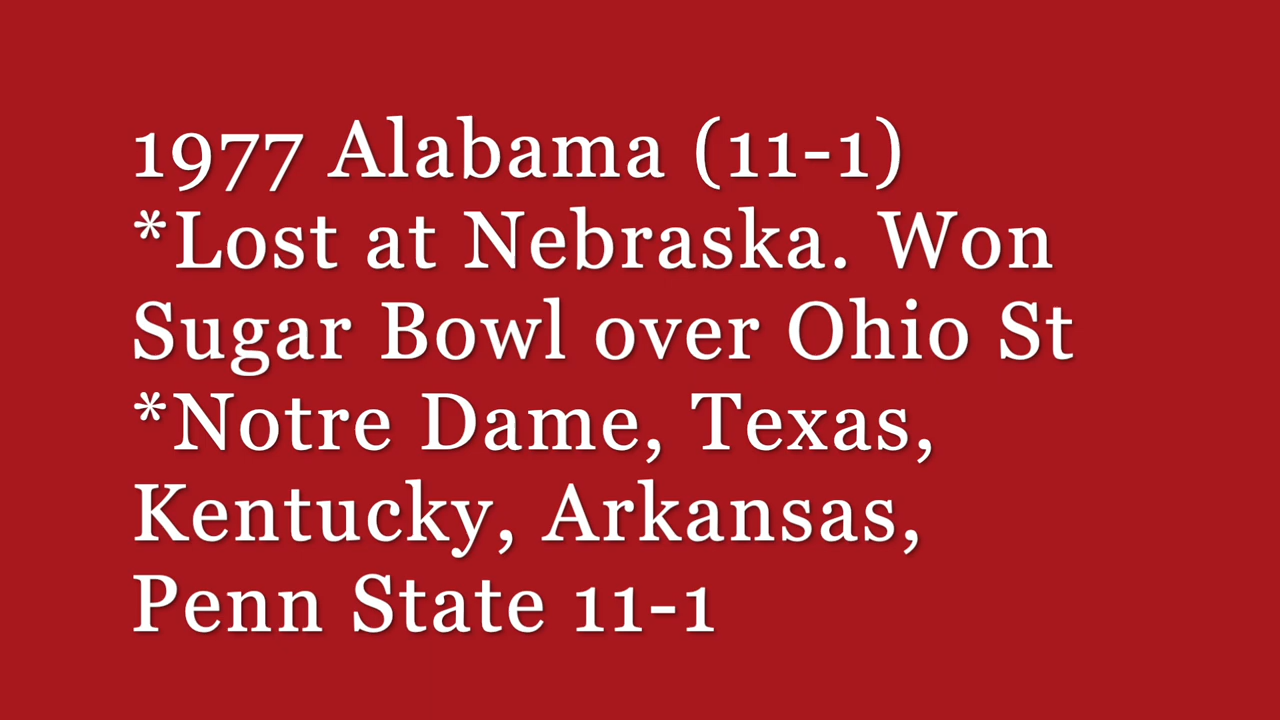 1977 Alabama (11-1)
*Lost at Nebraska. Won
Sugar Bowl over Ohio St
*Notre Dame, Texas,
Kentucky, Arkansas,
Penn State 11-1